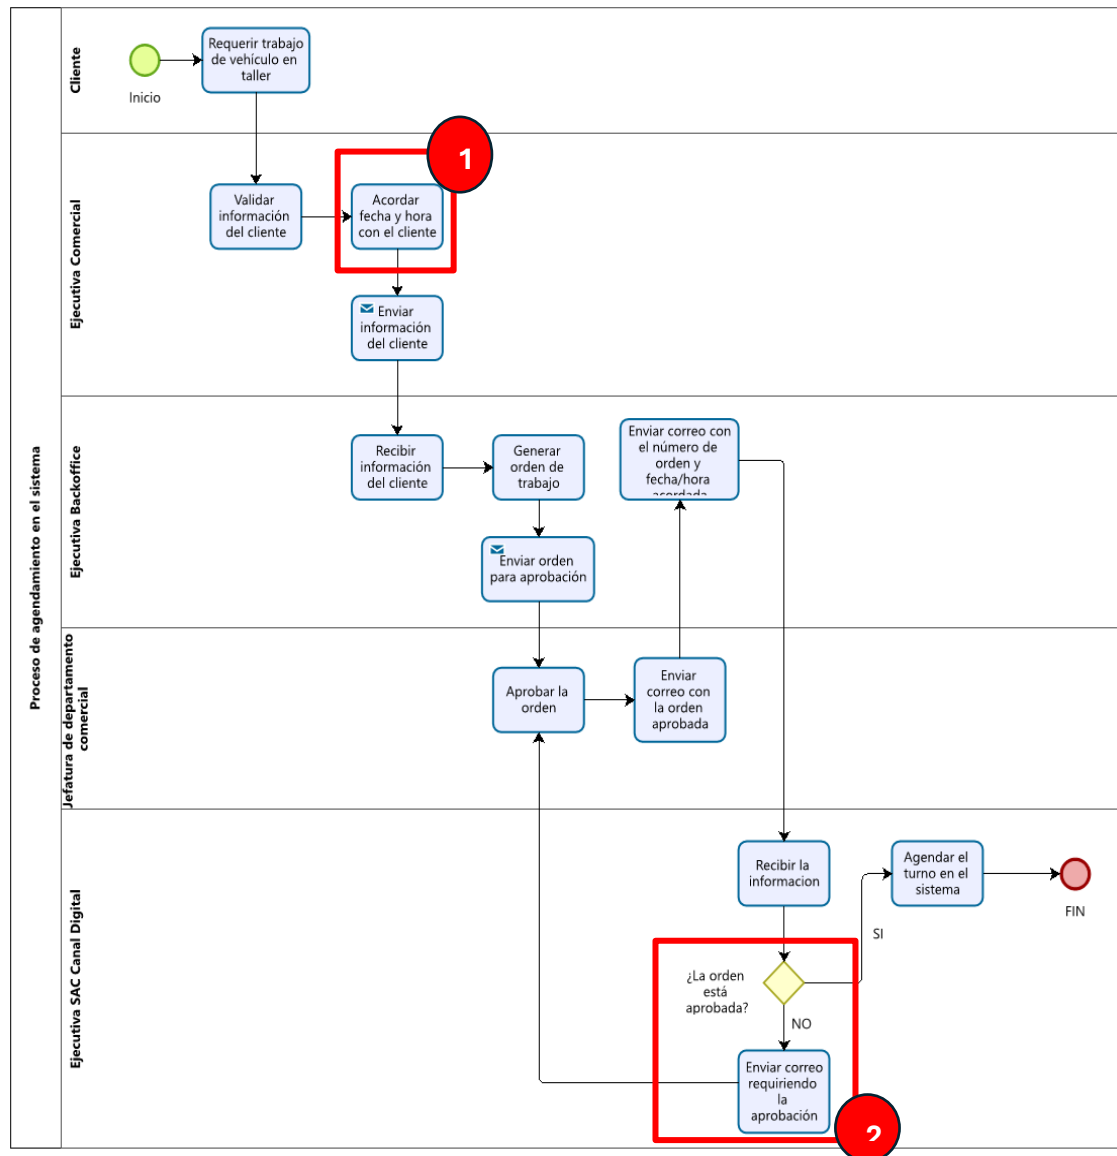 Proceso de agendamiento en el sistema
Cliente
Inicio
Requerir trabajo
de vehículo en
taller
Ejecutiva Comercial
Validar
información
del cliente
Acordar
fecha y hora
con el cliente
1
Enviar
información
del cliente
Ejecutiva Backoffice
Recibir
información
del cliente
Generar
orden de
trabajo
Enviar orden
para aprobación
Enviar correo con
el número de
orden y
fecha/hora
acordada
Jefatura de departamento
comercial
Aprobar la
orden
Enviar
correo con
la orden
aprobada
Ejecutiva SAC Canal Digital
Recibir la
informacion
¿La orden
está
aprobada?
SI
NO
Agendar el
turno en el
sistema
FIN
Enviar correo
requiriendo
la
aprobación
2